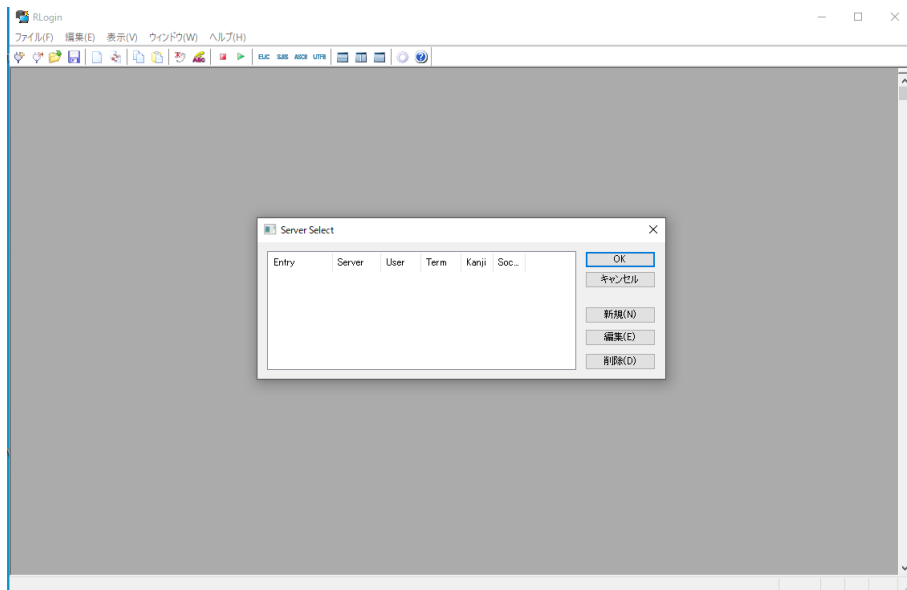 RLogin
ファイル(F) 編集(E) 表示(V) ウィンドウ(W) ヘルプ(H)
EUC SJIS ASCII UTF8
Server Select
Entry Server User Term Kanji Soc...
OK
キャンセル
新規(N)
編集(E)
削除(D)